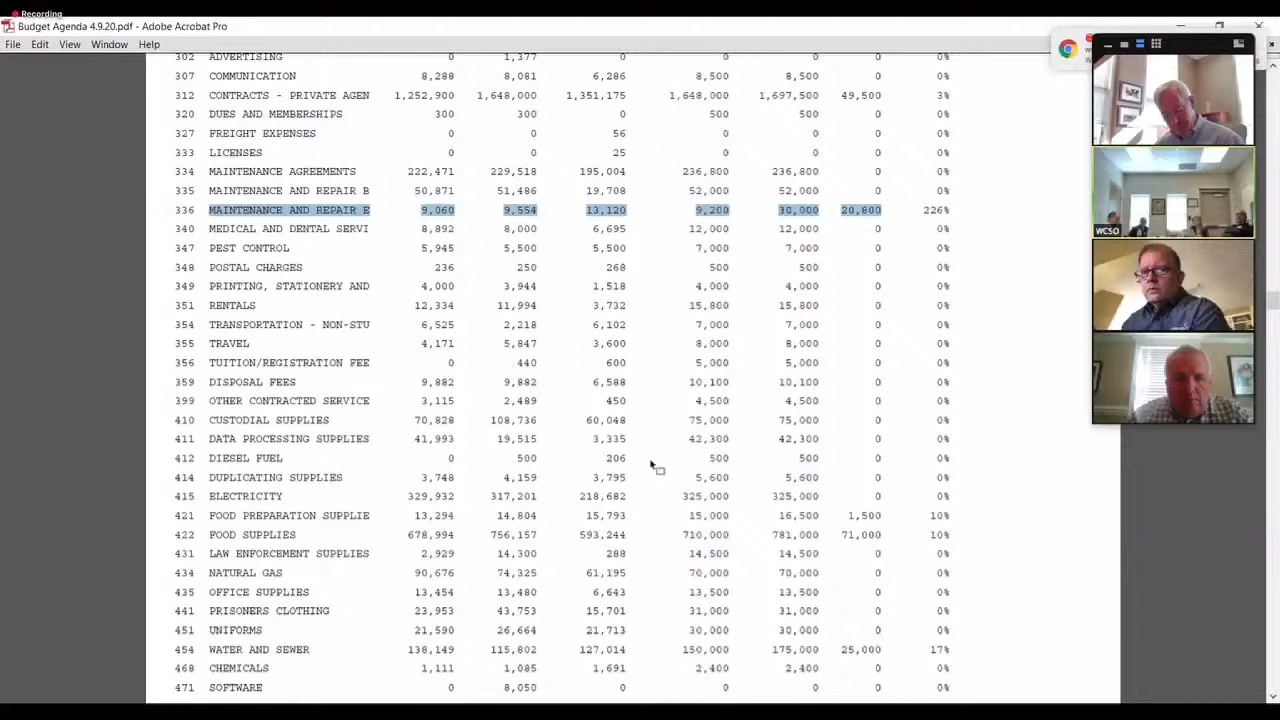 Recording
Budget Agenda 4.9.20.pdf - Adobe Acrobat Pro
File Edit View Window Help
302 ADVERTISING 0 1,377 0 0 0 0 0%
307 COMMUNICATION 8,288 8,081 6,286 8,500 8,500 0 0%
312 CONTRACTS - PRIVATE AGEN 1,252,900 1,648,000 1,351,175 1,648,000 1,697,500 49,500 3%
320 DUES AND MEMBERSHIPS 300 300 0 500 500 0 0%
327 FREIGHT EXPENSES 0 0 56 0 0 0 0%
333 LICENSES 0 0 25 0 0 0 0%
334 MAINTENANCE AGREEMENTS 222,471 229,518 195,004 236,800 236,800 0 0%
335 MAINTENANCE AND REPAIR B 50,871 51,486 19,708 52,000 52,000 0 0%
336 MAINTENANCE AND REPAIR E 9,060 9,554 13,120 9,200 30,000 20,800 226%
340 MEDICAL AND DENTAL SERVI 8,892 8,000 6,695 12,000 12,000 0 0%
347 PEST CONTROL 5,945 5,500 5,500 7,000 7,000 0 0%
348 POSTAL CHARGES 236 250 268 500 500 0 0%
349 PRINTING, STATIONERY AND 4,000 3,944 1,518 4,000 4,000 0 0%
351 RENTALS 12,334 11,994 3,732 15,800 15,800 0 0%
354 TRANSPORTATION - NON-STU 6,525 2,218 6,102 7,000 7,000 0 0%
355 TRAVEL 4,171 5,847 3,600 8,000 8,000 0 0%
356 TUITION/REGISTRATION FEE 0 440 600 5,000 5,000 0 0%
359 DISPOSAL FEES 9,882 9,882 6,588 10,100 10,100 0 0%
399 OTHER CONTRACTED SERVICE 3,115 2,489 450 4,500 4,500 0 0%
410 CUSTODIAL SUPPLIES 70,828 108,736 60,048 75,000 75,000 0 0%
411 DATA PROCESSING SUPPLIES 41,993 19,515 3,335 42,300 42,300 0 0%
412 DIESEL FUEL 0 500 206 500 500 0 0%
414 DUPLICATING SUPPLIES 3,748 4,159 3,795 5,600 5,600 0 0%
415 ELECTRICITY 329,932 317,201 218,682 325,000 325,000 0 0%
421 FOOD PREPARATION SUPPLIE 13,294 14,804 15,793 15,000 16,500 1,500 10%
422 FOOD SUPPLIES 678,994 756,157 593,244 710,000 781,000 71,000 10%
431 LAW ENFORCEMENT SUPPLIES 2,929 14,300 288 14,500 14,500 0 0%
434 NATURAL GAS 90,676 74,325 61,195 70,000 70,000 0 0%
435 OFFICE SUPPLIES 13,454 13,480 6,643 13,500 13,500 0 0%
441 PRISONERS CLOTHING 23,953 43,753 15,701 31,000 31,000 0 0%
451 UNIFORMS 21,590 26,664 21,713 30,000 30,000 0 0%
454 WATER AND SEWER 138,149 115,802 127,014 150,000 175,000 25,000 17%
468 CHEMICALS 1,111 1,085 1,691 2,400 2,400 0 0%
471 SOFTWARE 0 8,050 0 0 0 0 0%
WCSO